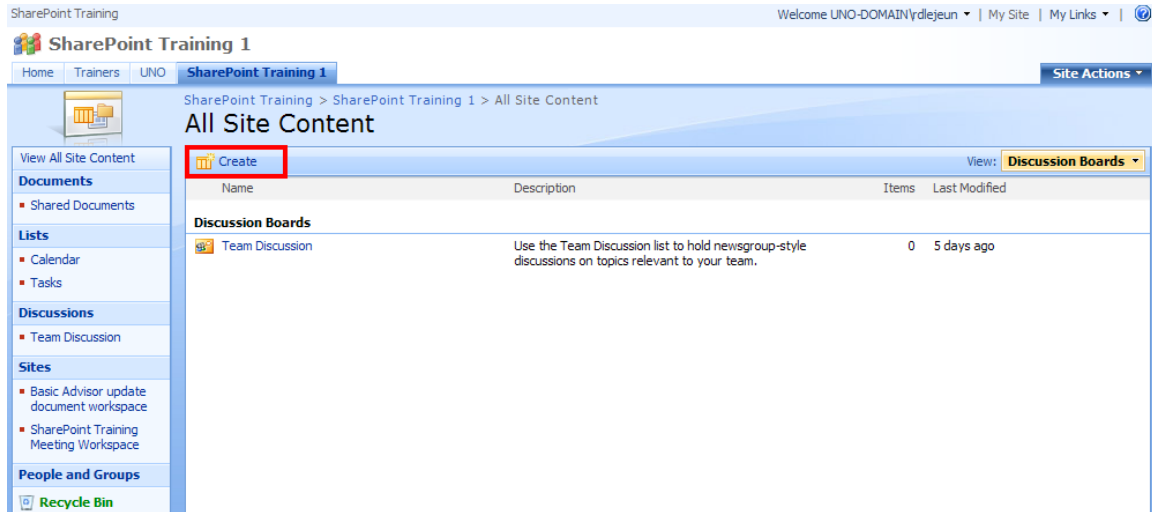 SharePoint Training
Welcome UNO-DOMAIN\rdlejeun | My Site | My Links |
SharePoint Training 1
Home Trainers UNO SharePoint Training 1 Site Actions
SharePoint Training > SharePoint Training 1 > All Site Content
All Site Content
View All Site Content
Documents
Shared Documents
Lists
Calendar
Tasks
Discussions
Team Discussion
Sites
Basic Advisor update
document workspace
SharePoint Training
Meeting Workspace
People and Groups
Recycle Bin
Create View: Discussion Boards
Name Description Items Last Modified
Discussion Boards
Team Discussion Use the Team Discussion list to hold newsgroup-style 0 5 days ago
discussions on topics relevant to your team.